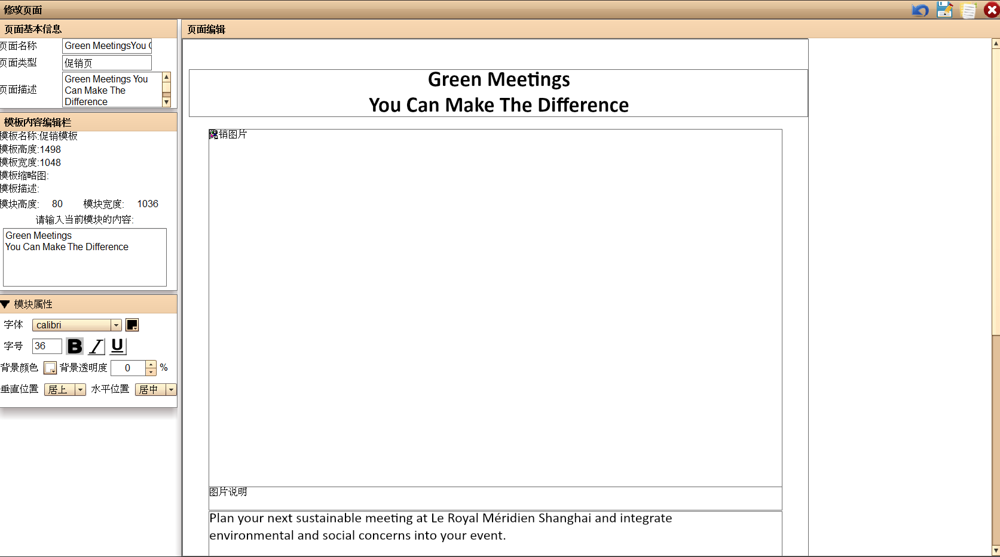 修改页面
页面基本信息
页面名称 Green MeetingsYou
页面类型 促销页
页面描述 Green Meetings You
Can Make The
Difference
模板内容编辑栏
模板名称:促销模板
模板高度:1498
模板宽度:1048
模板缩略图:
模板描述:
模块高度: 80 模块宽度: 1036
请输入当前模块的内容:
Green Meetings
You Can Make The Difference
模块属性
字体 calibri
字号 36 B I U
背景颜色 背景透明度 0 %
垂直位置 居上 水平位置 居中
页面编辑
Green Meetings
You Can Make The Difference
促销图片
图片说明
Plan your next sustainable meeting at Le Royal Méridien Shanghai and integrate
environmental and social concerns into your event.